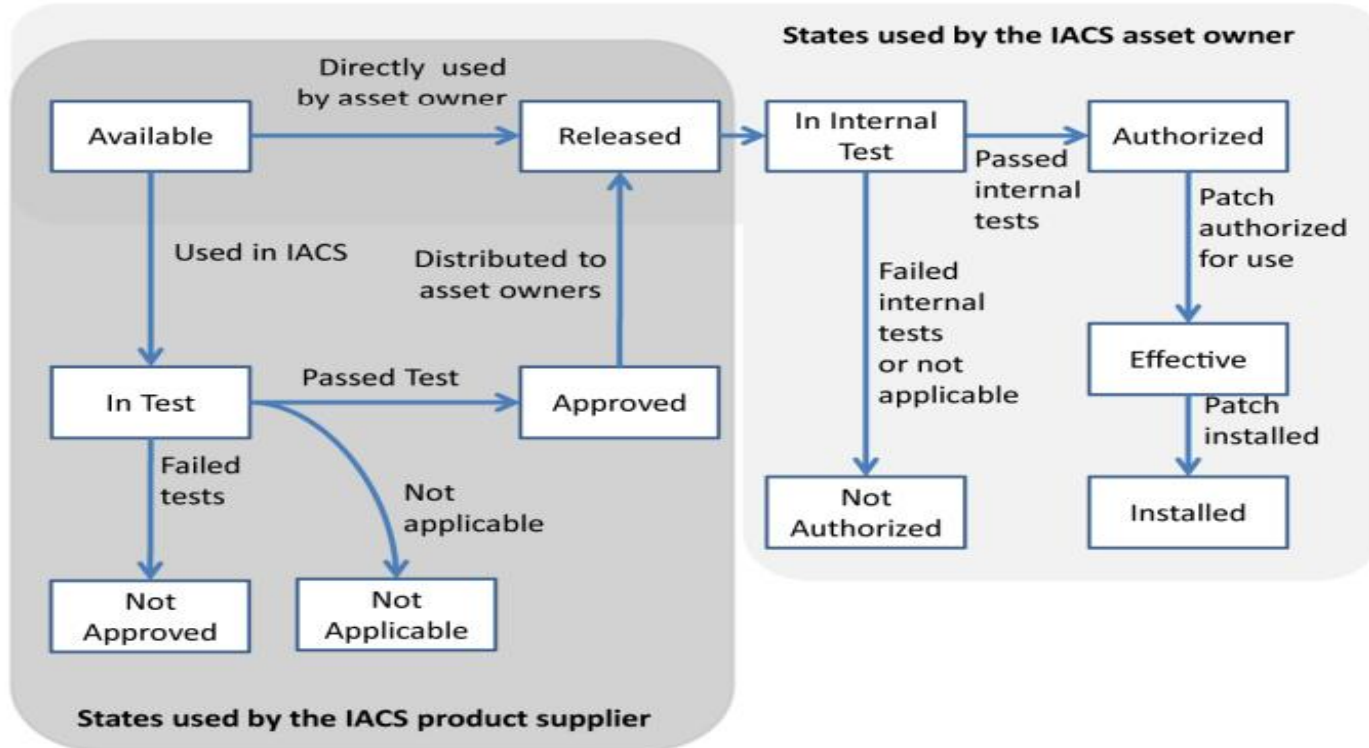 States used by the IACS asset owner
Directly used
by asset owner
Available
Released
In Internal
Test
Authorized
Passed
internal
tests
Patch
authorized
for use
Used in IACS
Distributed to
asset owners
Failed
internal
tests
or not
applicable
Effective
In Test
Passed Test
Approved
Patch
installed
Failed
tests
Not
applicable
Not
Authorized
Installed
Not
Approved
Not
Applicable
States used by the IACS product supplier